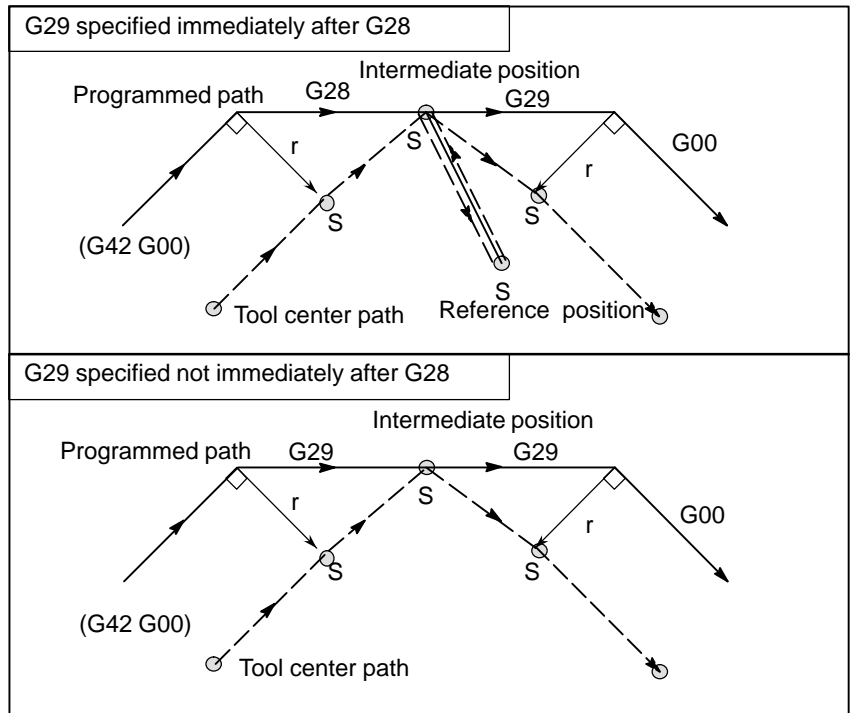 G29 specified immediately after G28
Intermediate position
Programmed path
G28
G29
S
r
G00
r
S
S
(G42 G00)
S
Tool center path
Reference position
G29 specified not immediately after G28
Intermediate position
Programmed path
G29
G29
S
r
G00
r
S
S
(G42 G00)
Tool center path